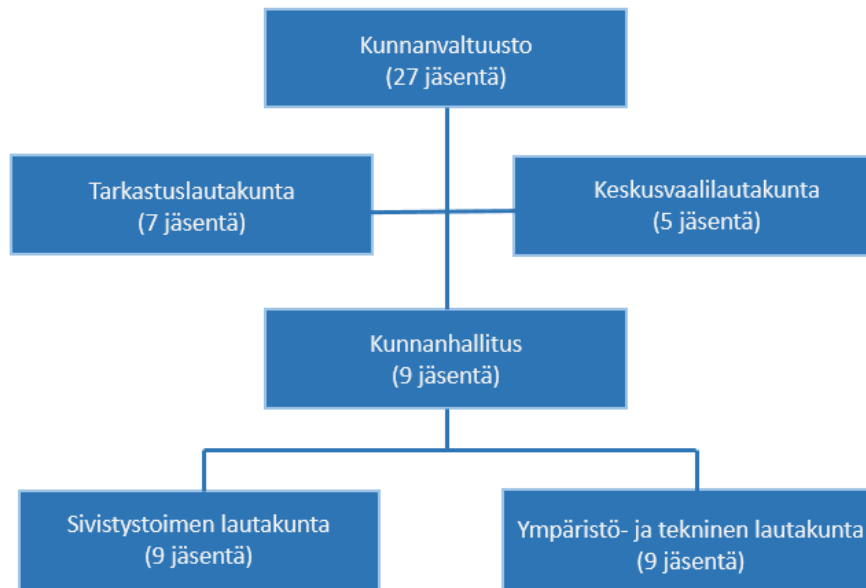 Kunnanvaltuusto
(27 jäsentä)
Tarkastuslautakunta
(7 jäsentä)
Keskusvaalilautakunta
(5 jäsentä)
Kunnanhallitus
(9 jäsentä)
Sivistystoimen lautakunta
(9 jäsentä)
Ympäristö- ja tekninen lautakunta
(9 jäsentä)